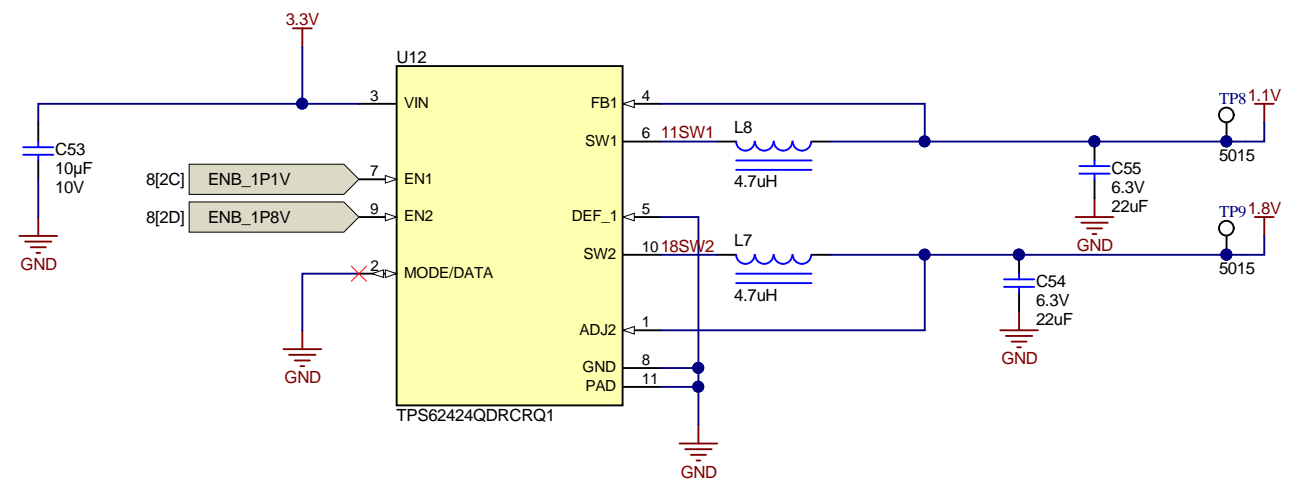 3.3V
U12
3
VIN
FB1
4
TP8
1.1V
C53
10µF
10V
SW1
6
11SW1
L8
4.7uH
5015
C55
6.3V
22uF
GND
8[2C]
ENB_1P1V
7
EN1
8[2D]
ENB_1P8V
9
EN2
DEF_1
5
TP9
1.8V
GND
2
MODE/DATA
SW2
10
18SW2
L7
4.7uH
5015
C54
6.3V
22uF
GND
ADJ2
1
GND
GND
8
PAD
11
TPS62424QDRCRQ1
GND